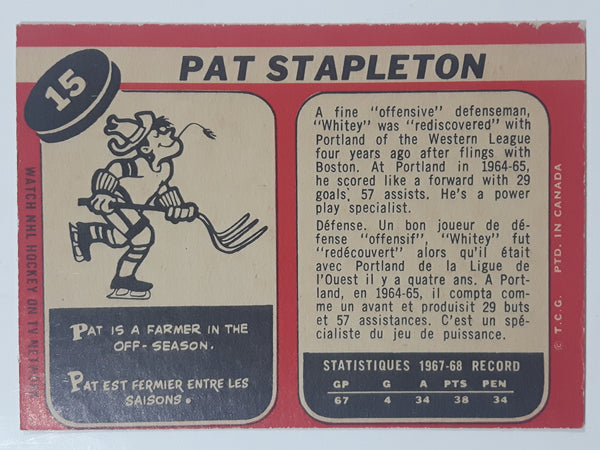 15
PAT STAPLETON
WATCH NHL HOCKEY ON TV NETWORK
PAT IS A FARMER IN THE
OFF-SEASON.
PAT EST FERMIER ENTRE LES
SAISONS.
A fine "offensive" defenseman,
"Whitey" was "rediscovered" with
Portland of the Western League
four years ago after flings with
Boston. At Portland in 1964-65,
he scored like a forward with 29
goals, 57 assists. He's a power
play specialist.
Défense. Un bon joueur de dé-
fense "offensif", "Whitey" fut
"redécouvert" alors qu'il était
avec Portland de la Ligue de
l'Ouest il y a quatre ans. A Port-
land, en 1964-65, il compta com-
me un avant et produisit 29 buts
et 57 assistances. C'est un spé-
cialiste du jeu de puissance.
STATISTIQUES 1967-68 RECORD
GP G A PTS PEN
67 4 34 38 34
© T.C.G. PTD. IN CANADA